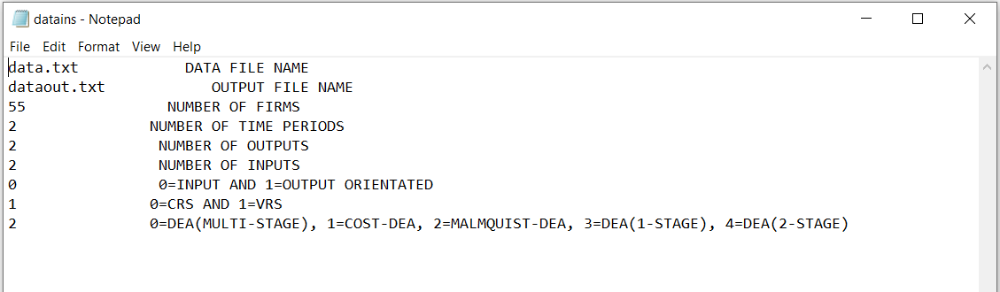 datains - Notepad
File Edit Format View Help
data.txt DATA FILE NAME
dataout.txt OUTPUT FILE NAME
55 NUMBER OF FIRMS
2 NUMBER OF TIME PERIODS
2 NUMBER OF OUTPUTS
2 NUMBER OF INPUTS
0 0=INPUT AND 1=OUTPUT ORIENTATED
1 0=CRS AND 1=VRS
2 0=DEA(MULTI-STAGE), 1=COST-DEA, 2=MALMQUIST-DEA, 3=DEA(1-STAGE), 4=DEA(2-STAGE)